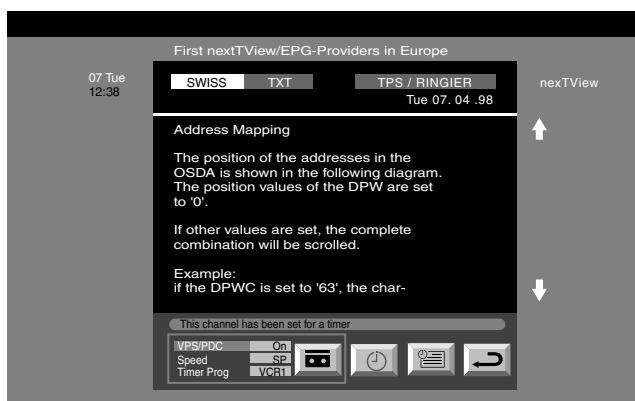 First nextTView/EPG-Providers in Europe
07 Tue
12:38
SWISS TXT TPS / RINGIER
Tue 07. 04 .98
nexTView
Address Mapping
The position of the addresses in the
OSDA is shown in the following diagram.
The position values of the DPW are set
to '0'.
If other values are set, the complete
combination will be scrolled.
Example:
if the DPWC is set to '63', the char-
This channel has been set for a timer
VPS/PDC On
Speed SP
Timer Prog VCR1